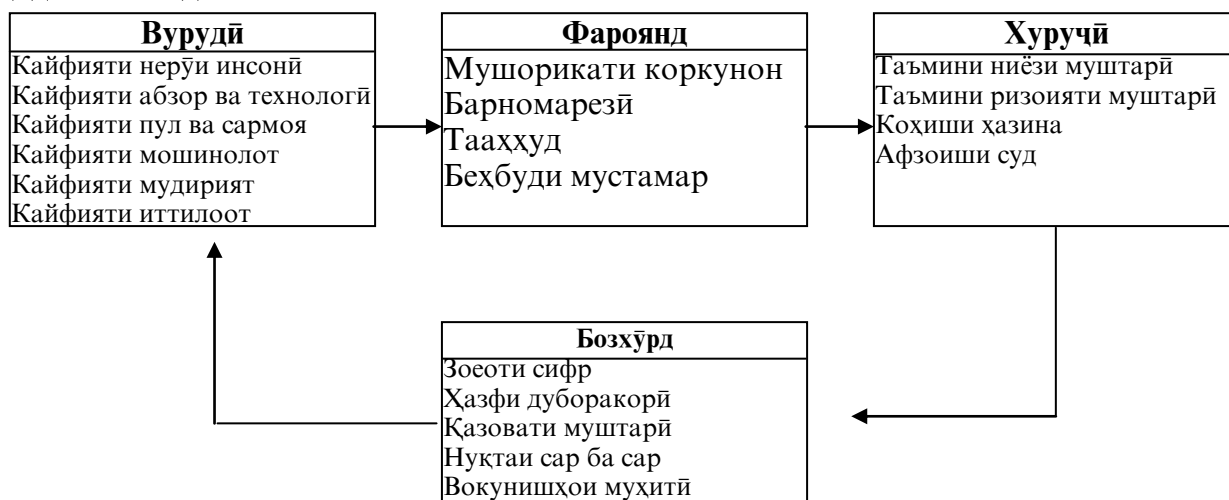 Вурудӣ
Кайфияти нерӯи инсонӣ
Кайфияти абзор ва технологӣ
Кайфияти пул ва сармоя
Кайфияти мошинолот
Кайфияти мудирият
Кайфияти иттилоот
Фароянд
Мушорикати коркунон
Барномарезӣ
Тааҳҳуд
Беҳбуди мустамар
Хуруҷӣ
Таъмини ниёзи муштарӣ
Таъмини ризоияти муштарӣ
Коҳиши ҳазина
Афзоиши суд
Бозхӯрд
Зоеоти сифр
Ҳазфи дуборакорӣ
Қазовати муштарӣ
Нуқтаи сар ба сар
Вокунишҳои муҳитӣ